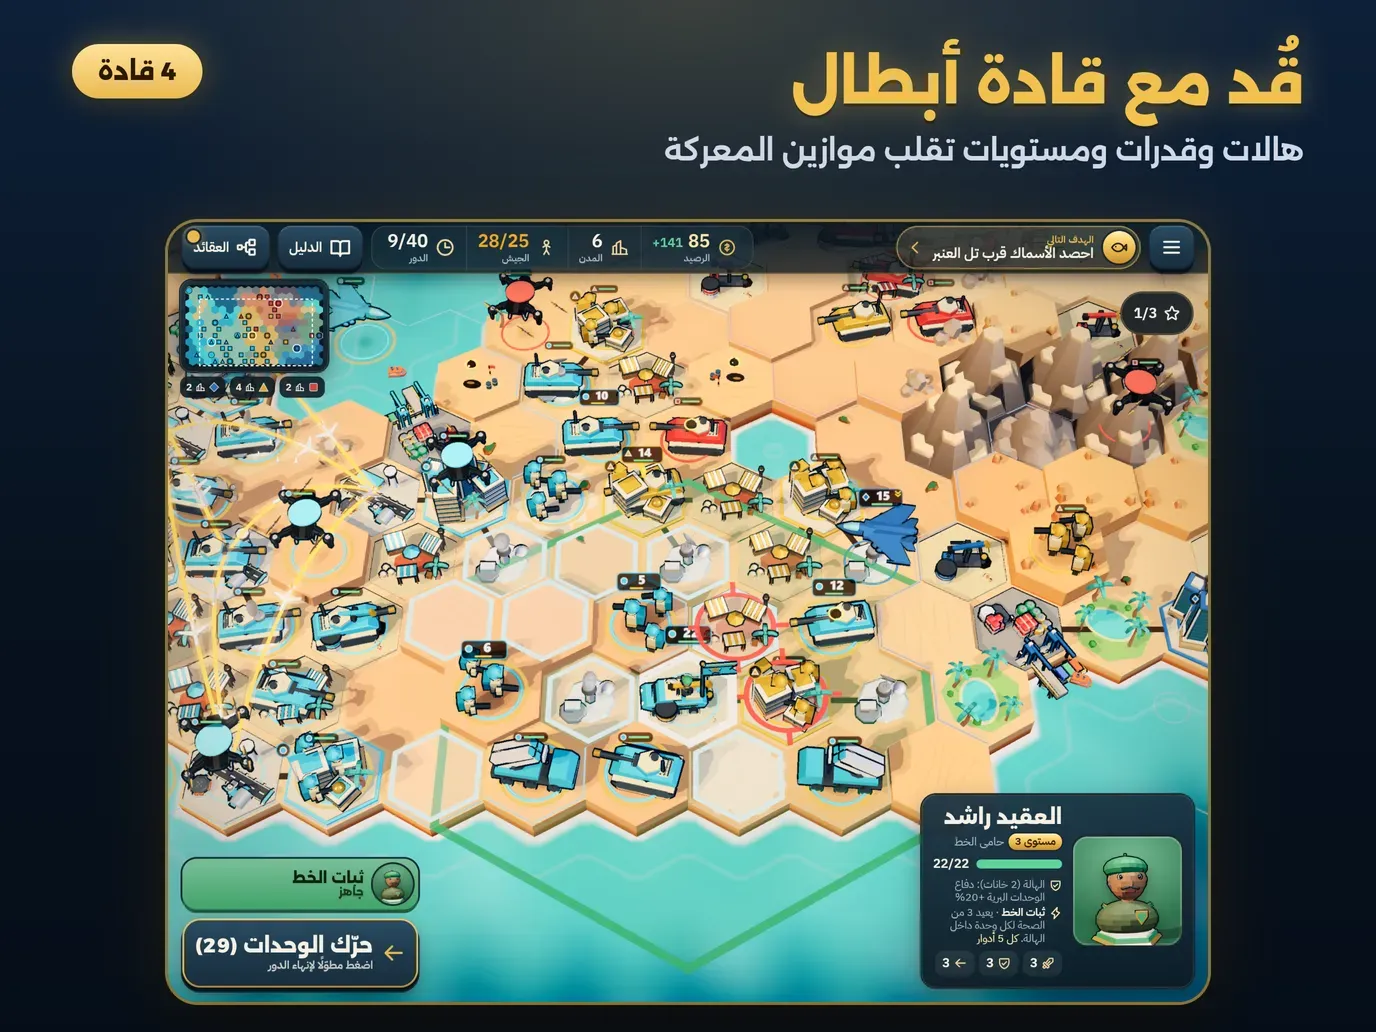 قُد مع قادة أبطال
4 قادة
هالات وقدرات ومستويات تقلب موازين المعركة
الهدف التالي
احصد الأسماك قرب تل العنبر
85 +141
الرصيد
6
المدن
28/25
الجيش
9/40
الدور
الدليل
العقائد
1/3
2
4
2
10
14
15
5
12
22
6
العقيد راشد
مستوى 3 حامي الخط
22/22
الهالة (2 خانات): دفاع
الوحدات البرية +20%
ثبات الخط · يعيد 3 من
الصحة لكل وحدة داخل
الهالة. كل 5 أدوار
3
3
3
ثبات الخط
جاهز
حرّك الوحدات (29)
اضغط مطوّلًا لإنهاء الدور